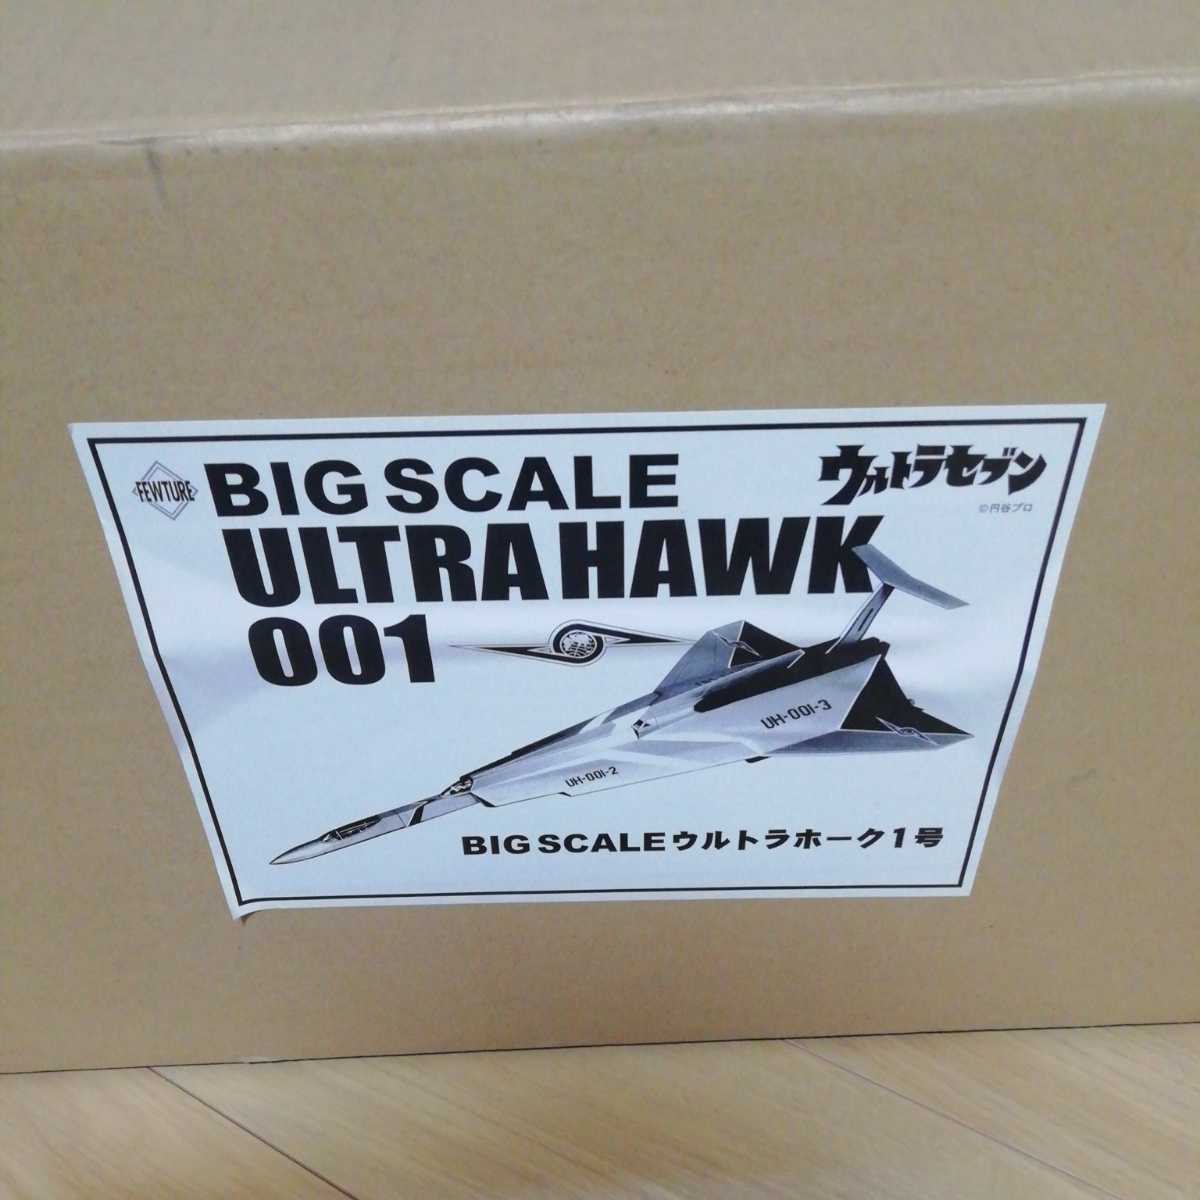 FEWTURE
BIG SCALE
ウルトラセブン
©円谷プロ
ULTRA HAWK
001
UH-001-3
UH-001-2
BIG SCALEウルトラホーク1号